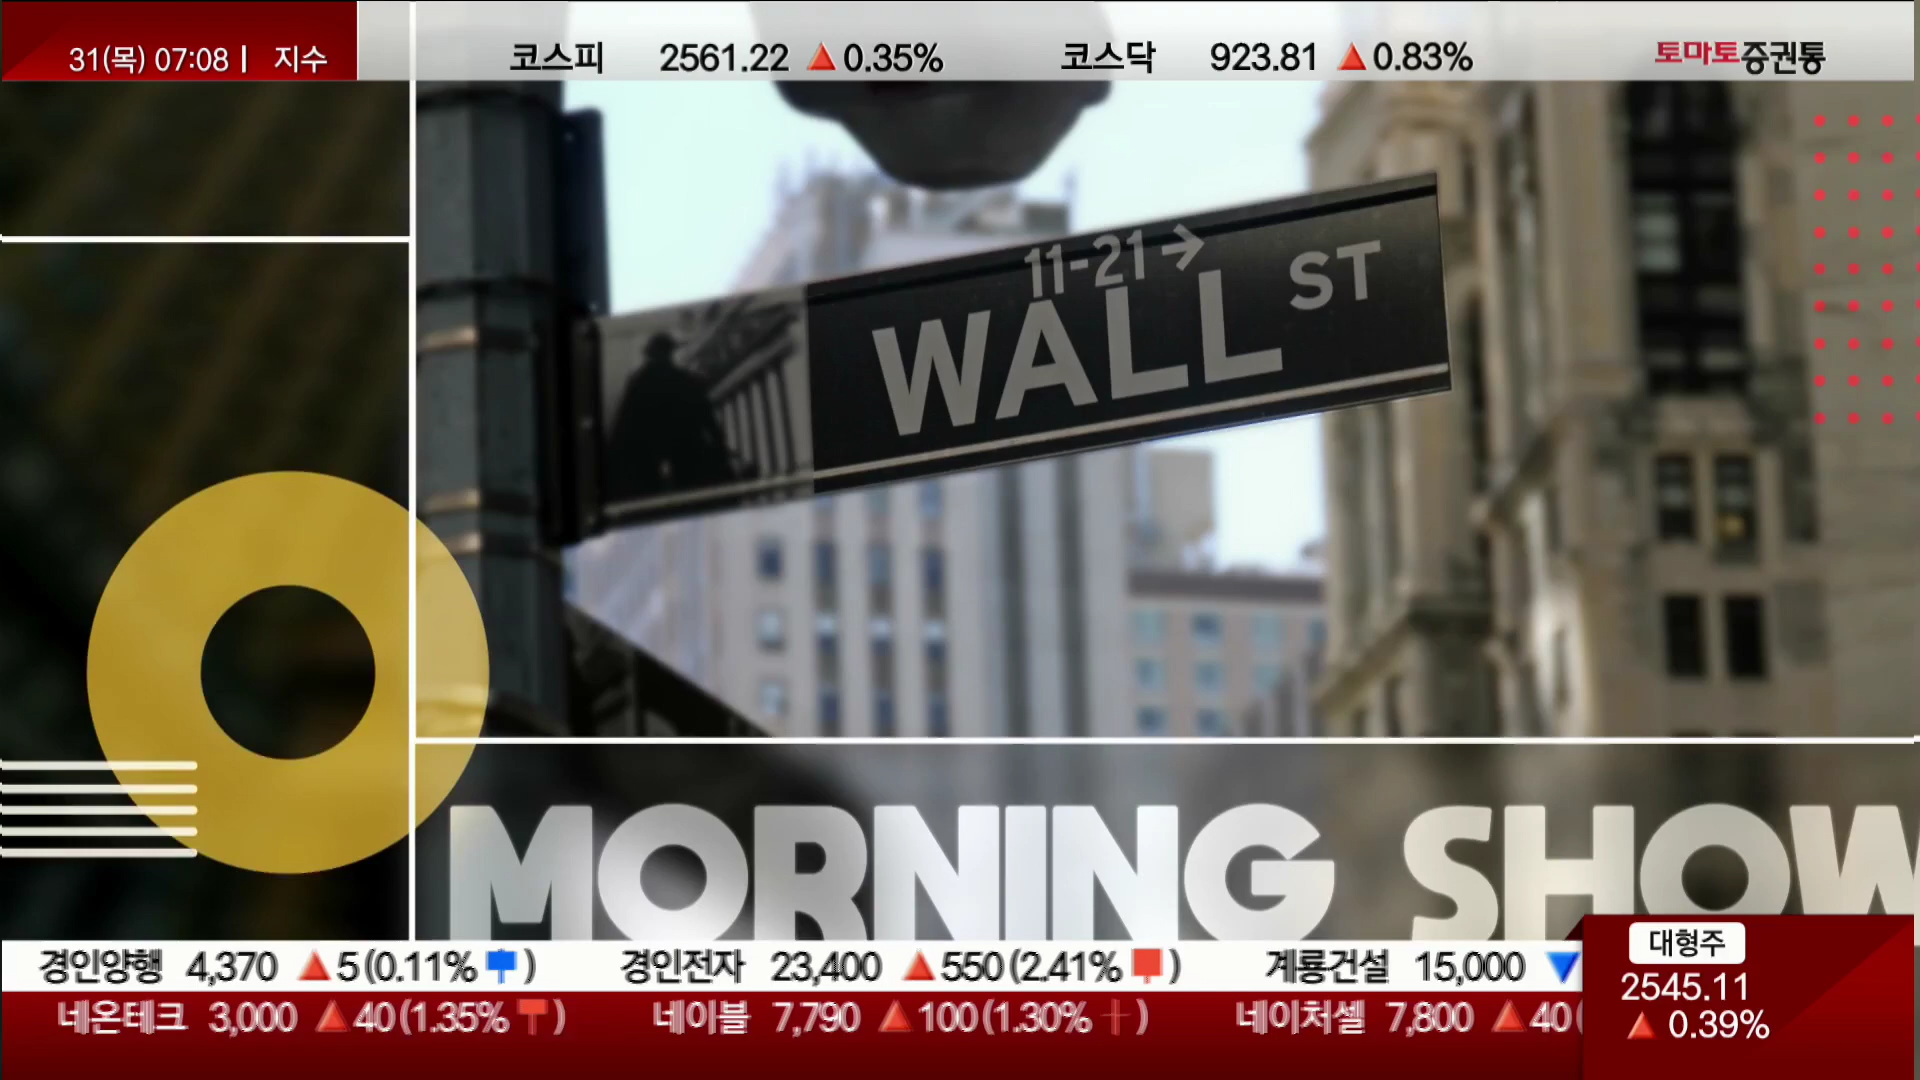 31(목) 07:08 | 지수
코스피 2561.22 ▲0.35% 코스닥 923.81 ▲0.83%
토마토증권통
11-21→
WALL ST
MORNING SHOW
경인양행 4,370 ▲5(0.11% ) 경인전자 23,400 ▲550(2.41% ) 계룡건설 15,000 ▼
네온테크 3,000 ▲40(1.35% ) 네이블 7,790 ▲100(1.30% ) 네이처셀 7,800 ▲40(
대형주
2545.11
▲ 0.39%